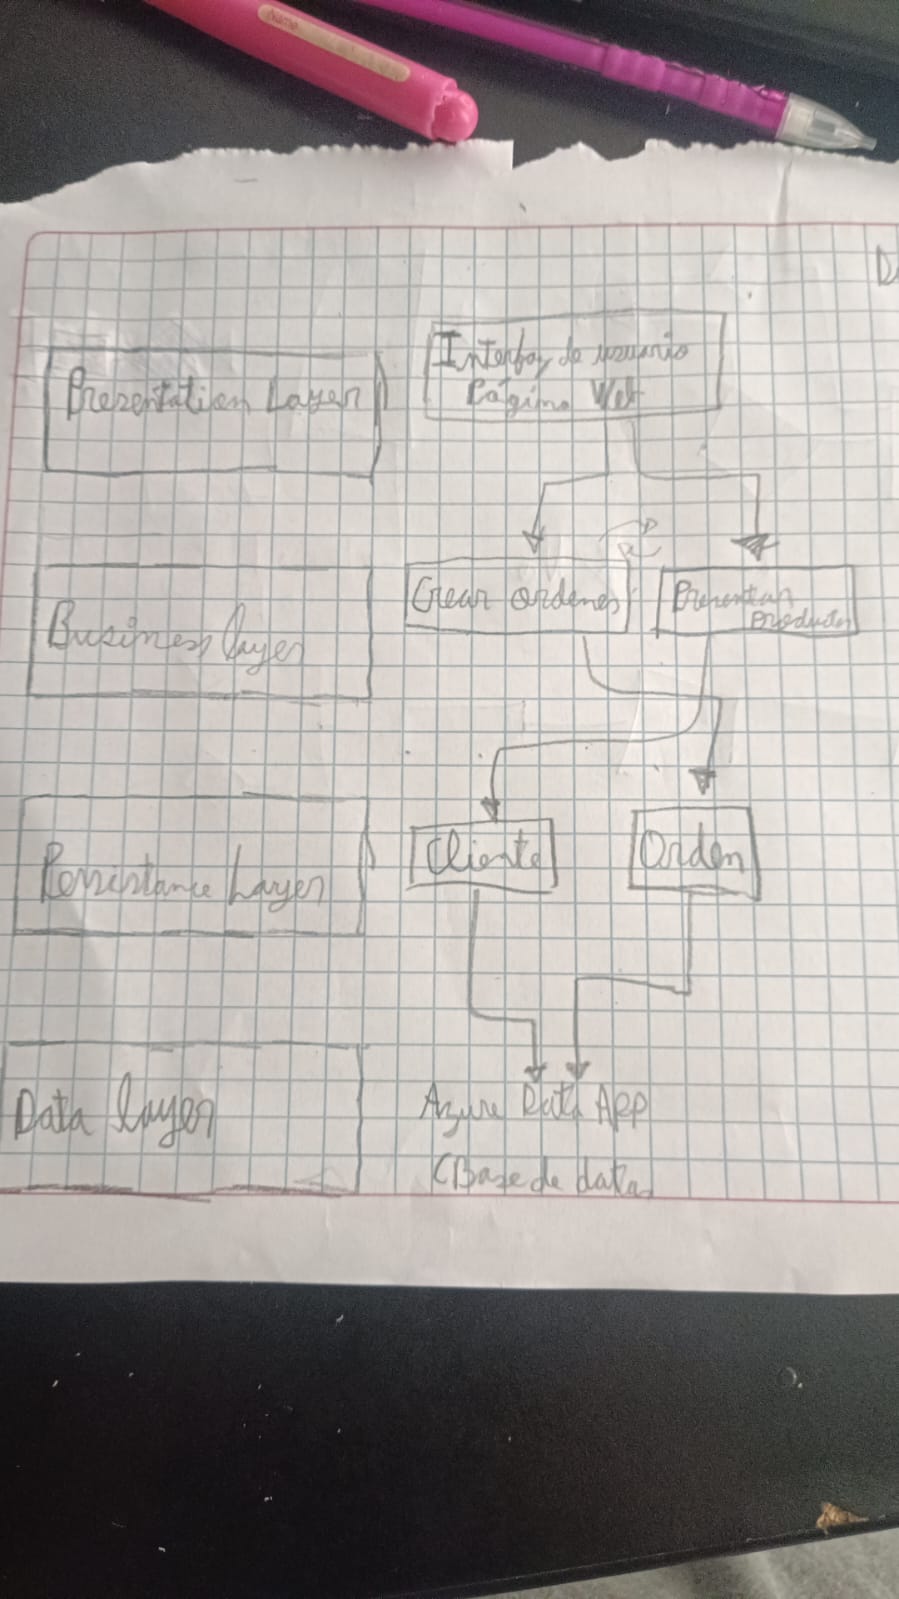 Interfaz de usuario
Página Web
Presentation Layer
Crear ordenes
Presentar
Productos
Business layer
Cliente
Orden
Persistance Layer
Azure Data App
Data layer
(Base de datos